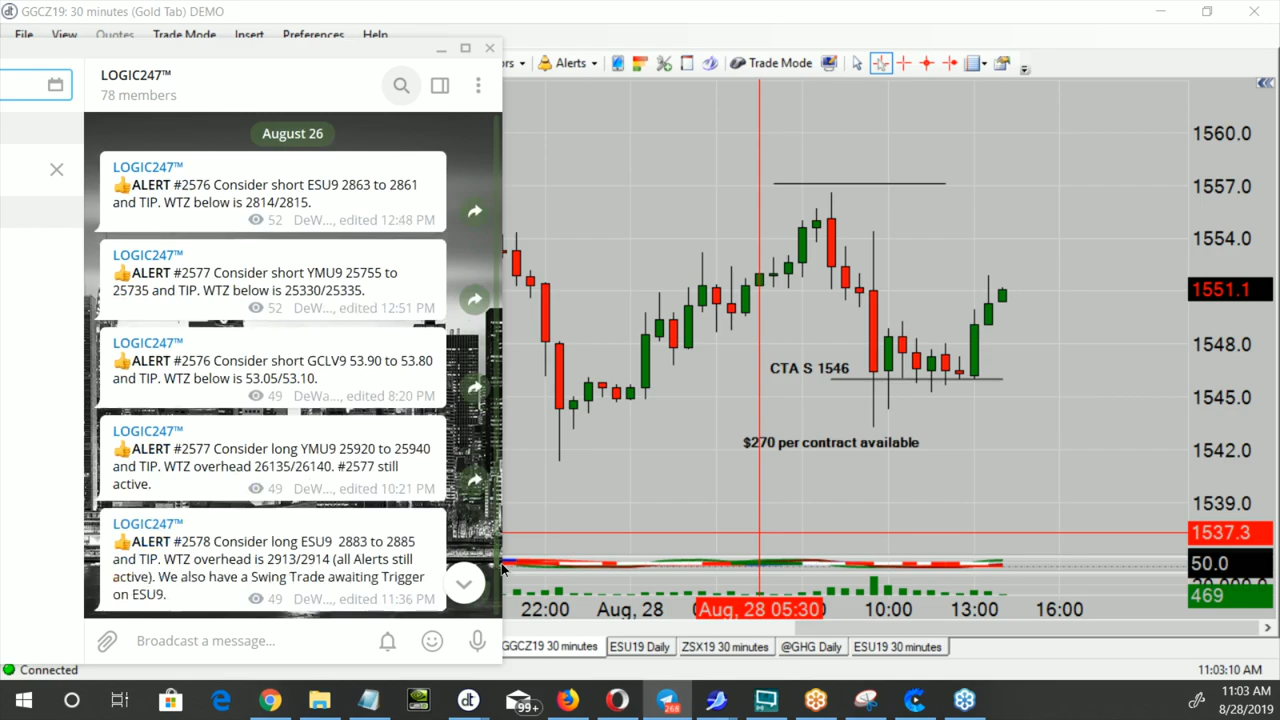 GGCZ19: 30 minutes (Gold Tab) DEMO
File View Quotes Trade Mode Insert Preferences Help
LOGIC247™
78 members
Alerts
Trade Mode
August 26
LOGIC247™
👍ALERT #2576 Consider short ESU9 2863 to 2861
and TIP. WTZ below is 2814/2815.
52 DeW..., edited 12:48 PM
LOGIC247™
👍ALERT #2577 Consider short YMU9 25755 to
25735 and TIP. WTZ below is 25330/25335.
52 DeW..., edited 12:51 PM
LOGIC247™
👍ALERT #2576 Consider short GCLV9 53.90 to 53.80
and TIP. WTZ below is 53.05/53.10.
49 DeWa... edited 8:20 PM
LOGIC247™
👍ALERT #2577 Consider long YMU9 25920 to 25940
and TIP. WTZ overhead 26135/26140. #2577 still
active.
49 DeW..., edited 10:21 PM
LOGIC247™
👍ALERT #2578 Consider long ESU9 2883 to 2885
and TIP. WTZ overhead is 2913/2914 (all Alerts still
active). We also have a Swing Trade awaiting Trigger
on ESU9.
49 DeW..., edited 11:36 PM
Broadcast a message...
CTA S 1546
$270 per contract available
1560.0
1557.0
1554.0
1551.1
1548.0
1545.0
1542.0
1539.0
1537.3
50.0
469
22:00 Aug, 28 Aug, 28 05:30 10:00 13:00 16:00
GGCZ19 30 minutes ESU19 Daily ZSX19 30 minutes @GHG Daily ESU19 30 minutes
Connected
11:03:10 AM
99+
268
11:03 AM
8/28/2019